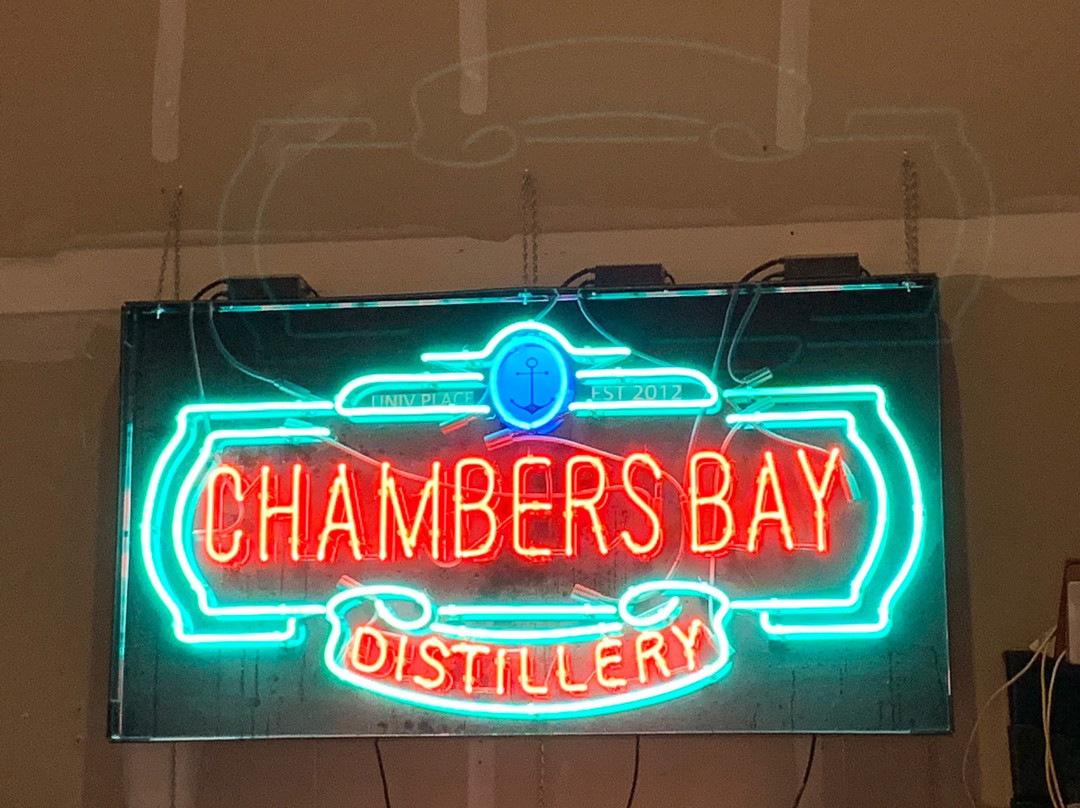 UNIV PLACE EST 2012
CHAMBERS BAY
DISTILLERY